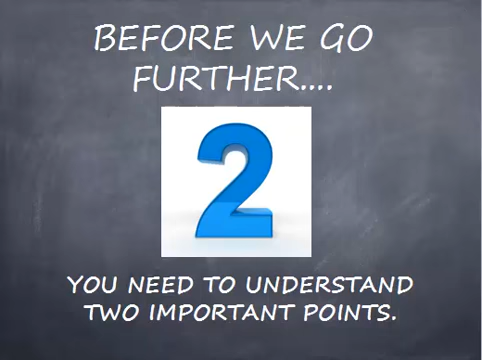 BEFORE WE GO
FURTHER....
2
YOU NEED TO UNDERSTAND
TWO IMPORTANT POINTS.